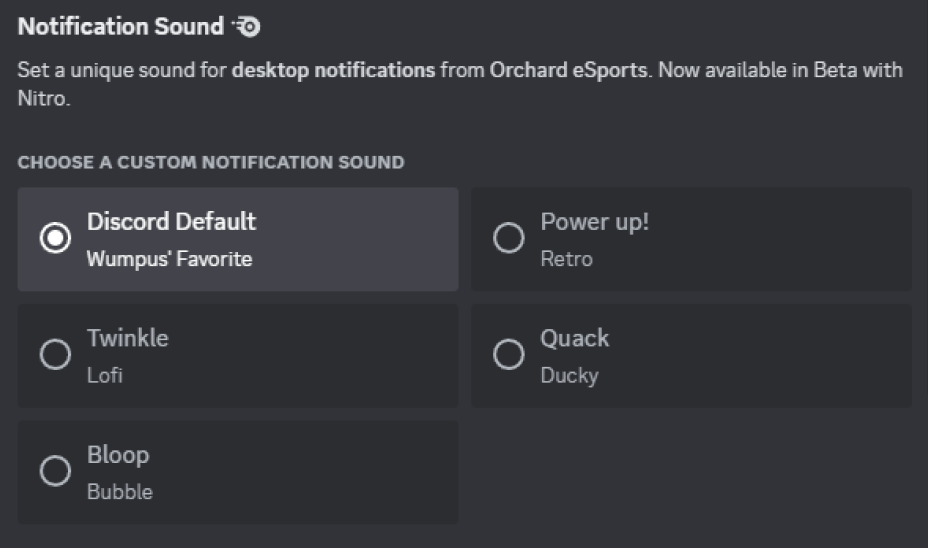 Notification Sound
Set a unique sound for desktop notifications from Orchard eSports. Now available in Beta with
Nitro.
CHOOSE A CUSTOM NOTIFICATION SOUND
Discord Default
Wumpus' Favorite
Power up!
Retro
Twinkle
Lofi
Quack
Ducky
Bloop
Bubble